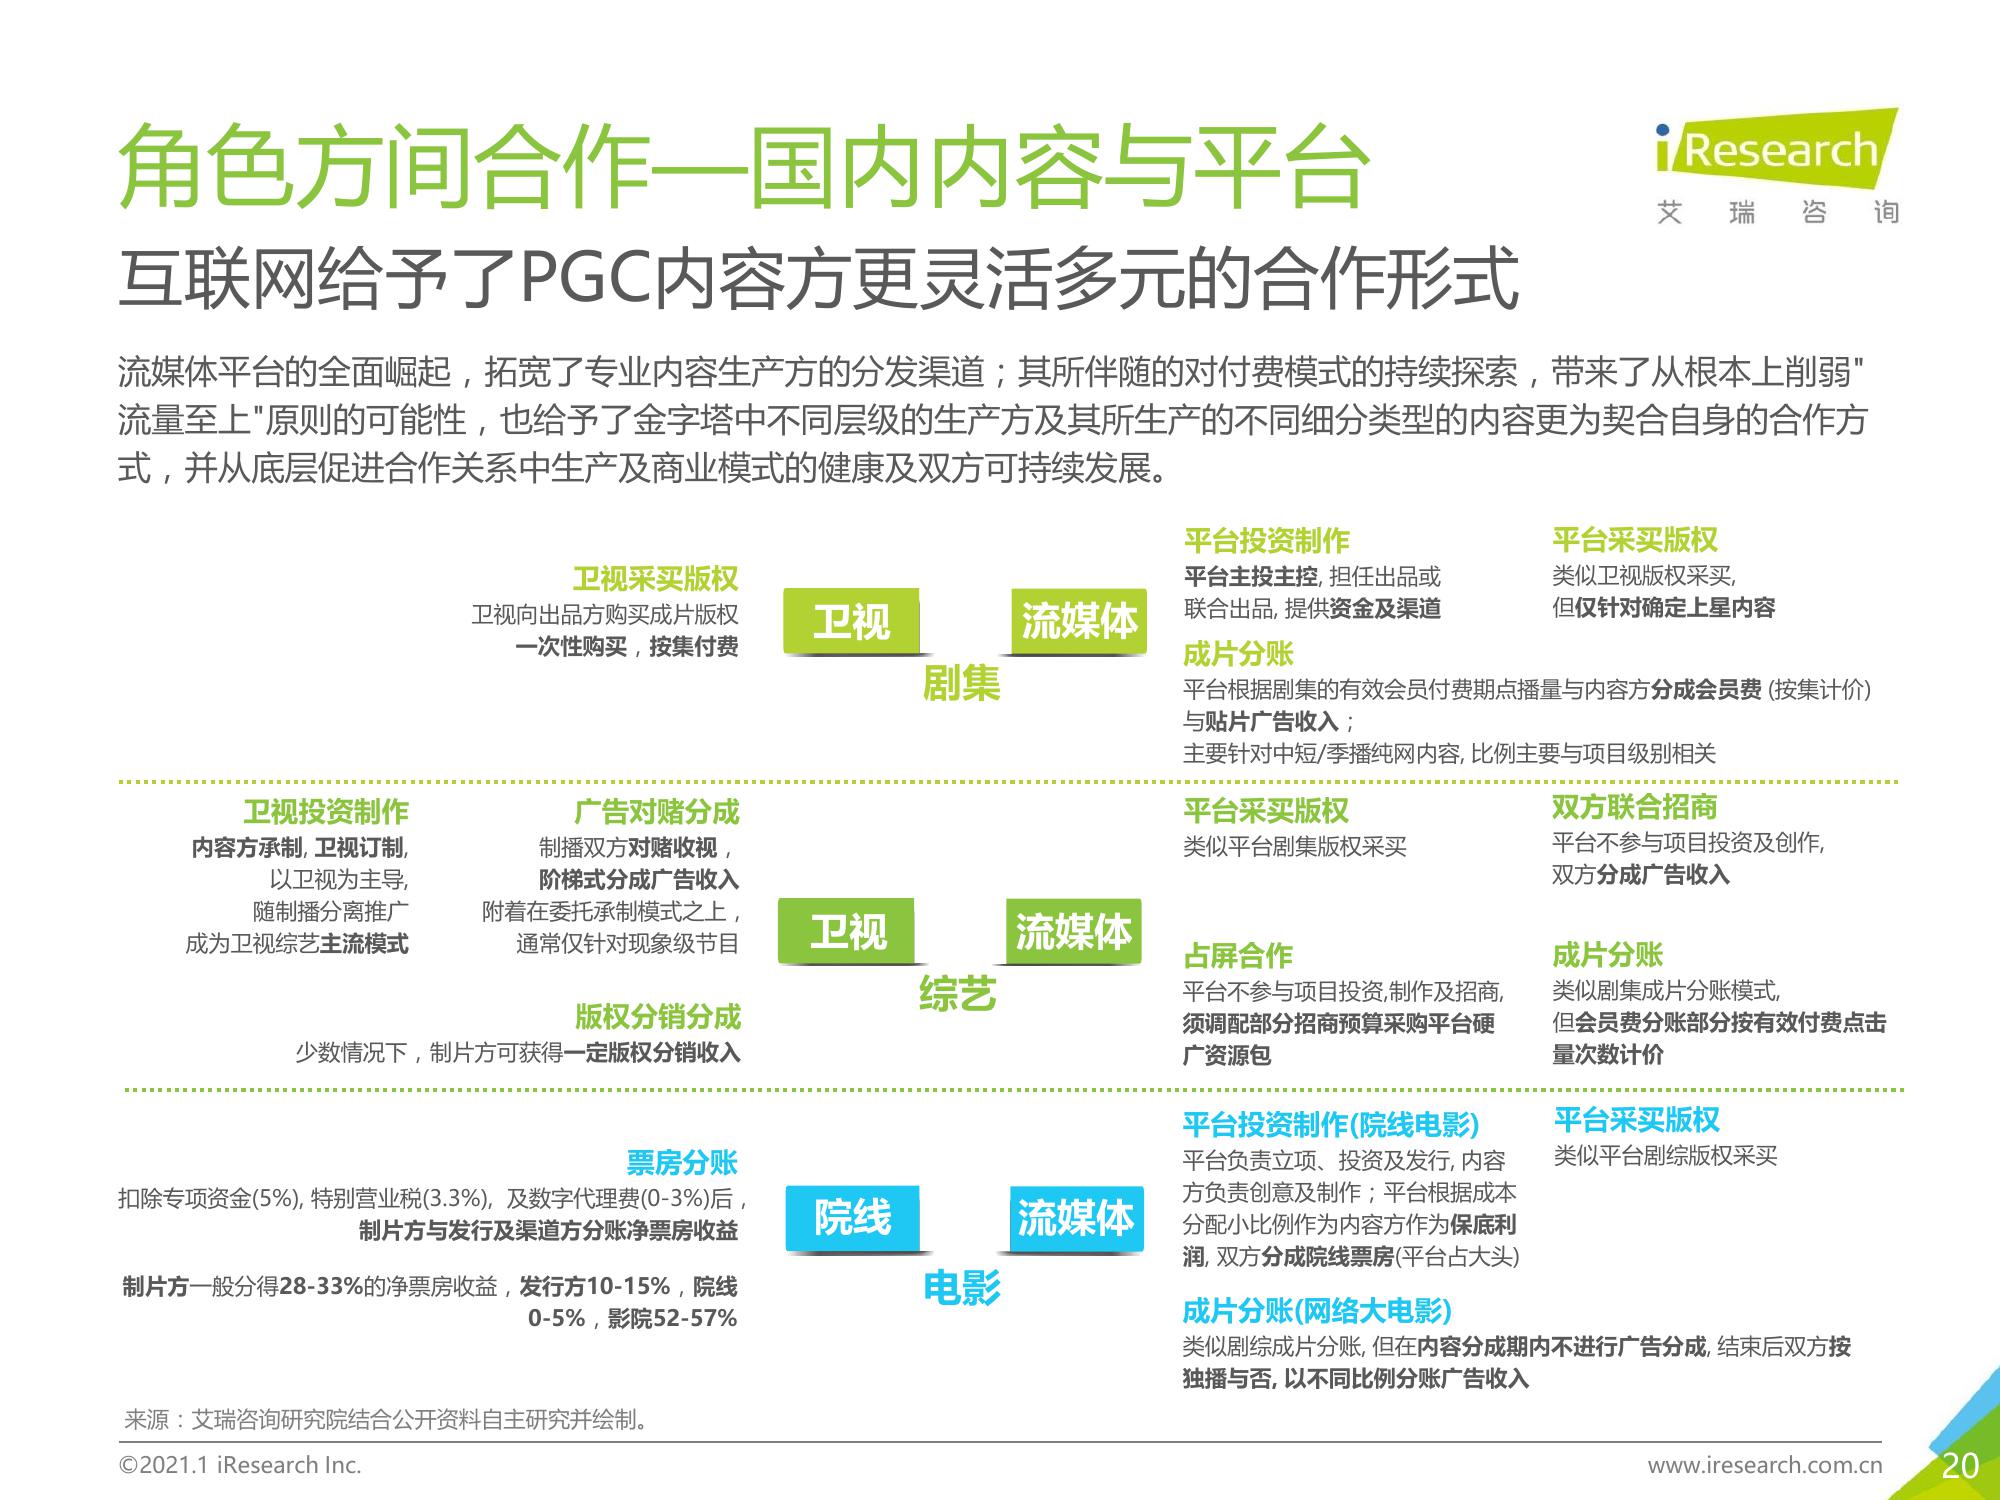 角色方间合作—国内内容与平台
iResearch
艾瑞咨询
互联网给予了PGC内容方更灵活多元的合作形式
流媒体平台的全面崛起，拓宽了专业内容生产方的分发渠道；其所伴随的对付费模式的持续探索，带来了从根本上削弱"
流量至上"原则的可能性，也给予了金字塔中不同层级的生产方及其所生产的不同细分类型的内容更为契合自身的合作方
式，并从底层促进合作关系中生产及商业模式的健康及双方可持续发展。
卫视采买版权
卫视向出品方购买成片版权
一次性购买，按集付费
卫视
流媒体
剧集
平台投资制作
平台主投主控, 担任出品或
联合出品, 提供资金及渠道
平台采买版权
类似卫视版权采买,
但仅针对确定上星内容
成片分账
平台根据剧集的有效会员付费期点播量与内容方分成会员费 (按集计价)
与贴片广告收入；
主要针对中短/季播纯网内容, 比例主要与项目级别相关
卫视投资制作
内容方承制, 卫视订制,
以卫视为主导,
随制播分离推广
成为卫视综艺主流模式
广告对赌分成
制播双方对赌收视，
阶梯式分成广告收入
附着在委托承制模式之上，
通常仅针对现象级节目
版权分销分成
少数情况下，制片方可获得一定版权分销收入
卫视
流媒体
综艺
平台采买版权
类似平台剧集版权采买
双方联合招商
平台不参与项目投资及创作,
双方分成广告收入
占屏合作
平台不参与项目投资,制作及招商,
须调配部分招商预算采购平台硬
广资源包
成片分账
类似剧集成片分账模式,
但会员费分账部分按有效付费点击
量次数计价
票房分账
扣除专项资金(5%), 特别营业税(3.3%), 及数字代理费(0-3%)后，
制片方与发行及渠道方分账净票房收益
制片方一般分得28-33%的净票房收益，发行方10-15%，院线
0-5%，影院52-57%
院线
流媒体
电影
平台投资制作(院线电影)
平台负责立项、投资及发行, 内容
方负责创意及制作；平台根据成本
分配小比例作为内容方作为保底利
润, 双方分成院线票房(平台占大头)
平台采买版权
类似平台剧综版权采买
成片分账(网络大电影)
类似剧综成片分账, 但在内容分成期内不进行广告分成, 结束后双方按
独播与否, 以不同比例分账广告收入
来源：艾瑞咨询研究院结合公开资料自主研究并绘制。
©2021.1 iResearch Inc.
www.iresearch.com.cn
20